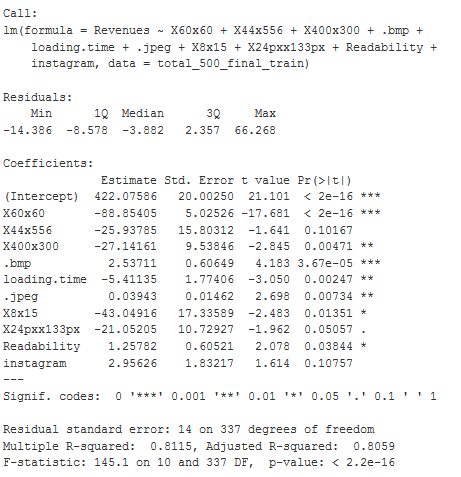 Call:
lm(formula = Revenues ~ X60x60 + X44x556 + X400x300 + .bmp +
    loading.time + .jpeg + X8x15 + X24pxx133px + Readability +
    instagram, data = total_500_final_train)
Residuals:
    Min      1Q  Median      3Q     Max
-14.386  -8.578  -3.882   2.357  66.268
Coefficients:
              Estimate Std. Error t value Pr(>|t|)
(Intercept)  422.07586   20.00250  21.101  < 2e-16 ***
X60x60       -88.85405    5.02526 -17.681  < 2e-16 ***
X44x556      -25.93785   15.80312  -1.641  0.10167
X400x300     -27.14161    9.53846  -2.845  0.00471 **
.bmp           2.53711    0.60649   4.183 3.67e-05 ***
loading.time  -5.41135    1.77406  -3.050  0.00247 **
.jpeg          0.03943    0.01462   2.698  0.00734 **
X8x15        -43.04916   17.33589  -2.483  0.01351 *
X24pxx133px  -21.05205   10.72927  -1.962  0.05057 .
Readability    1.25782    0.60521   2.078  0.03844 *
instagram      2.95626    1.83217   1.614  0.10757
---
Signif. codes:  0 '***' 0.001 '**' 0.01 '*' 0.05 '.' 0.1 ' ' 1
Residual standard error: 14 on 337 degrees of freedom
Multiple R-squared:  0.8115, Adjusted R-squared:  0.8059
F-statistic: 145.1 on 10 and 337 DF,  p-value: < 2.2e-16